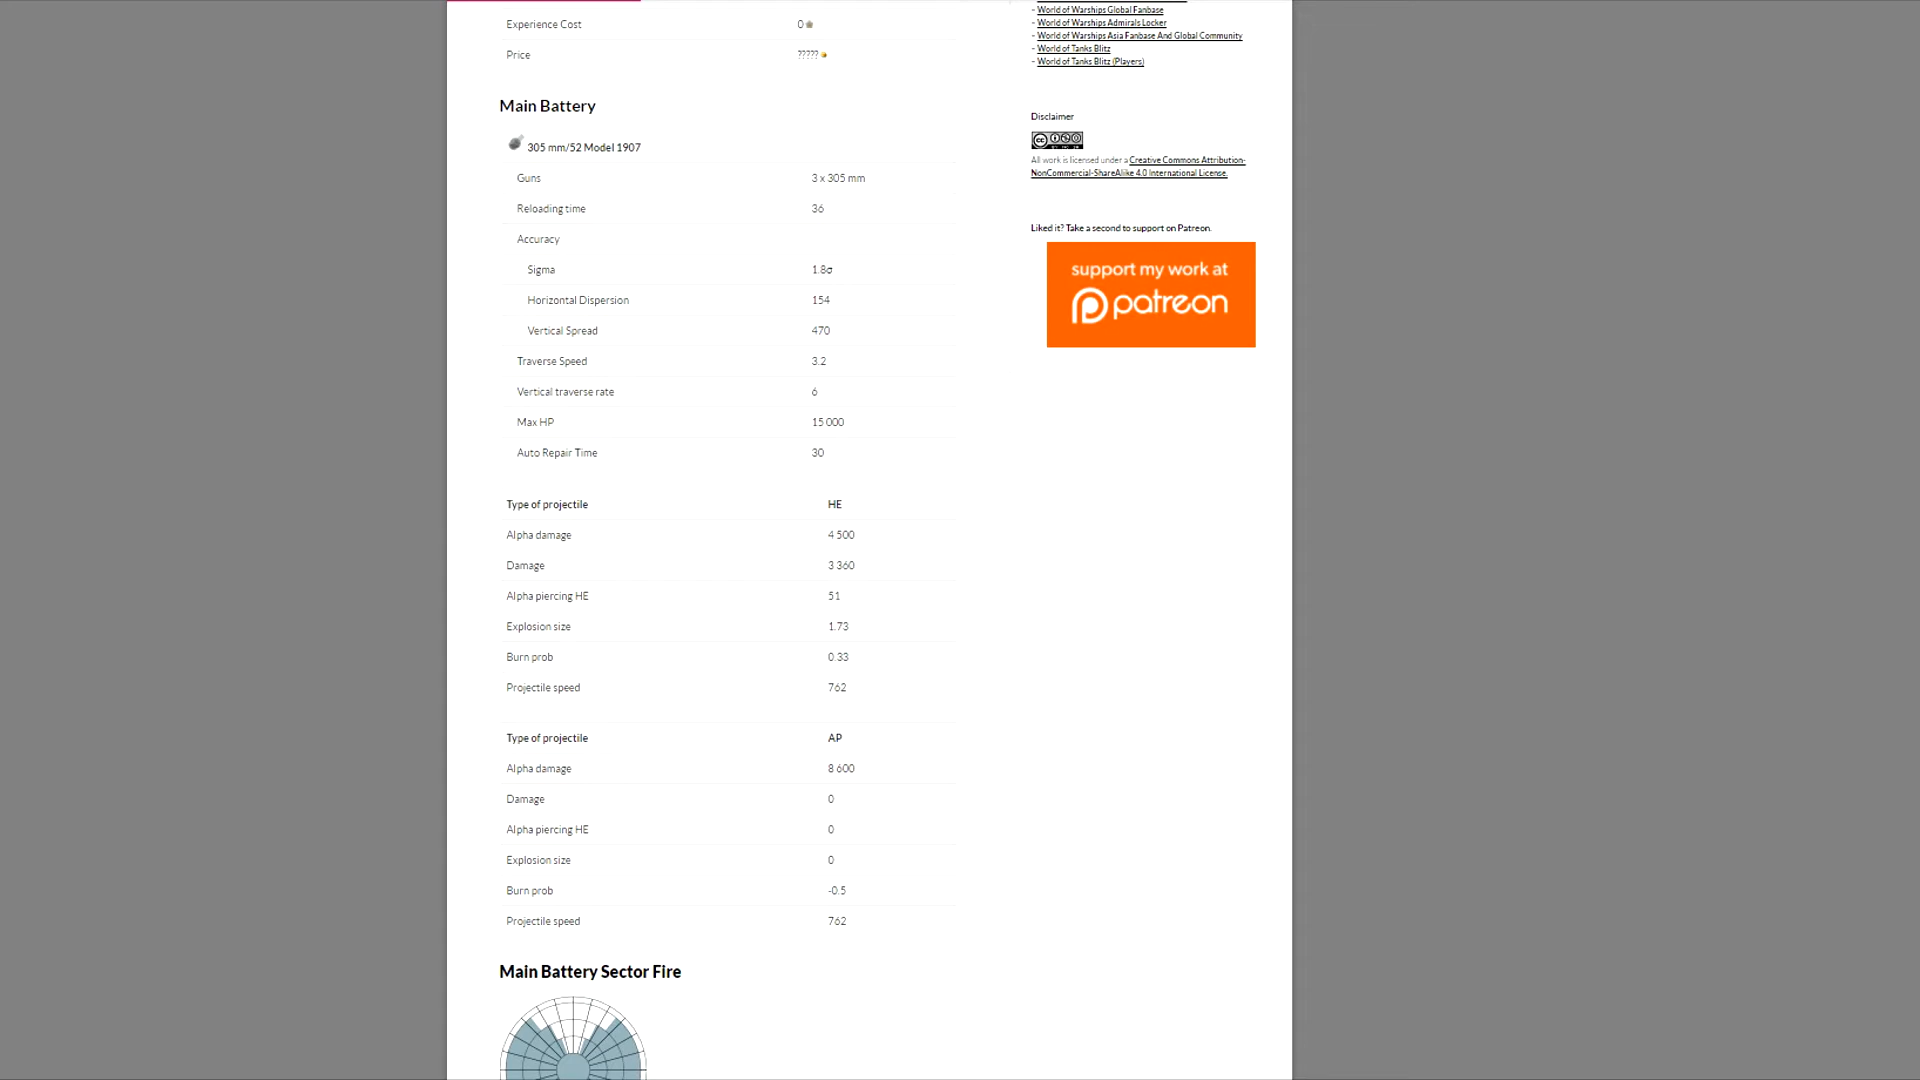 Experience Cost 0
Price ?????
Main Battery
305 mm/52 Model 1907
Guns 3 x 305 mm
Reloading time 36
Accuracy
Sigma 1.8σ
Horizontal Dispersion 154
Vertical Spread 470
Traverse Speed 3.2
Vertical traverse rate 6
Max HP 15 000
Auto Repair Time 30
Type of projectile HE
Alpha damage 4 500
Damage 3 360
Alpha piercing HE 51
Explosion size 1.73
Burn prob 0.33
Projectile speed 762
Type of projectile AP
Alpha damage 8 600
Damage 0
Alpha piercing HE 0
Explosion size 0
Burn prob -0.5
Projectile speed 762
Main Battery Sector Fire
- World of Warships Global Fanbase
- World of Warships Admirals Locker
- World of Warships Asia Fanbase And Global Community
- World of Tanks Blitz
- World of Tanks Blitz (Players)
Disclaimer
All work is licensed under a Creative Commons Attribution-
NonCommercial-ShareAlike 4.0 International License.
Liked it? Take a second to support on Patreon.
support my work at
patreon